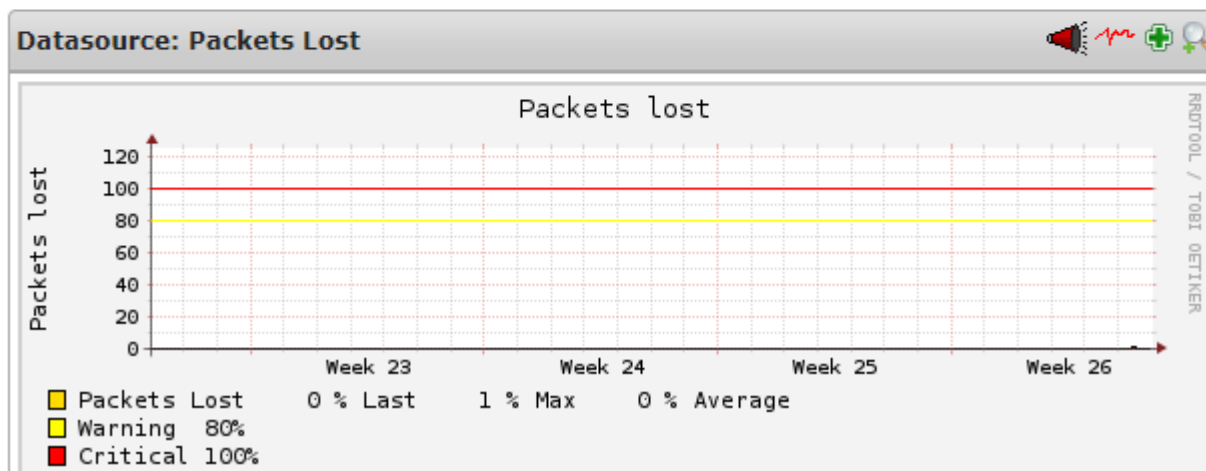 Datasource: Packets Lost
Packets lost
Packets lost
120
100
80
60
40
20
0
Week 23 Week 24 Week 25 Week 26
Packets Lost 0 % Last 1 % Max 0 % Average
Warning 80%
Critical 100%
RRDTOOL / TOBI OETIKER